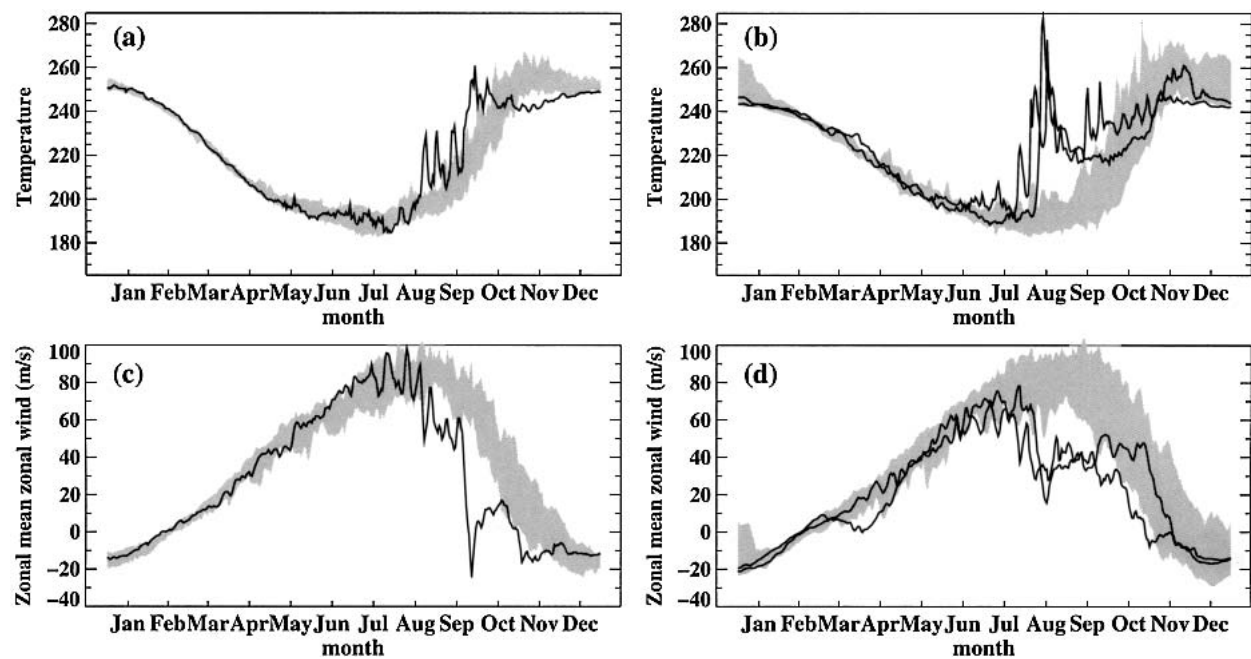 (a)
Temperature
280
260
240
220
200
180
Jan Feb Mar Apr May Jun Jul Aug Sep Oct Nov Dec
month
(b)
Temperature
280
260
240
220
200
180
Jan Feb Mar Apr May Jun Jul Aug Sep Oct Nov Dec
month
(c)
Zonal mean zonal wind (m/s)
100
80
60
40
20
0
−20
−40
Jan Feb Mar Apr May Jun Jul Aug Sep Oct Nov Dec
month
(d)
Zonal mean zonal wind (m/s)
100
80
60
40
20
0
−20
−40
Jan Feb Mar Apr May Jun Jul Aug Sep Oct Nov Dec
month